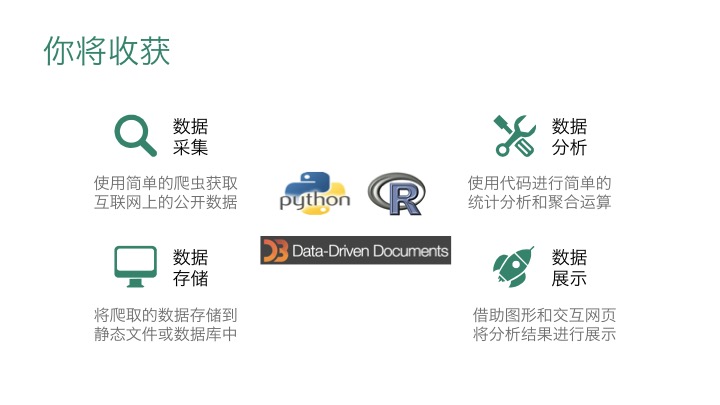 你将收获
数据
采集
使用简单的爬虫获取
互联网上的公开数据
数据
分析
使用代码进行简单的
统计分析和聚合运算
python
R
D3 Data-Driven Documents
数据
存储
将爬取的数据存储到
静态文件或数据库中
数据
展示
借助图形和交互网页
将分析结果进行展示